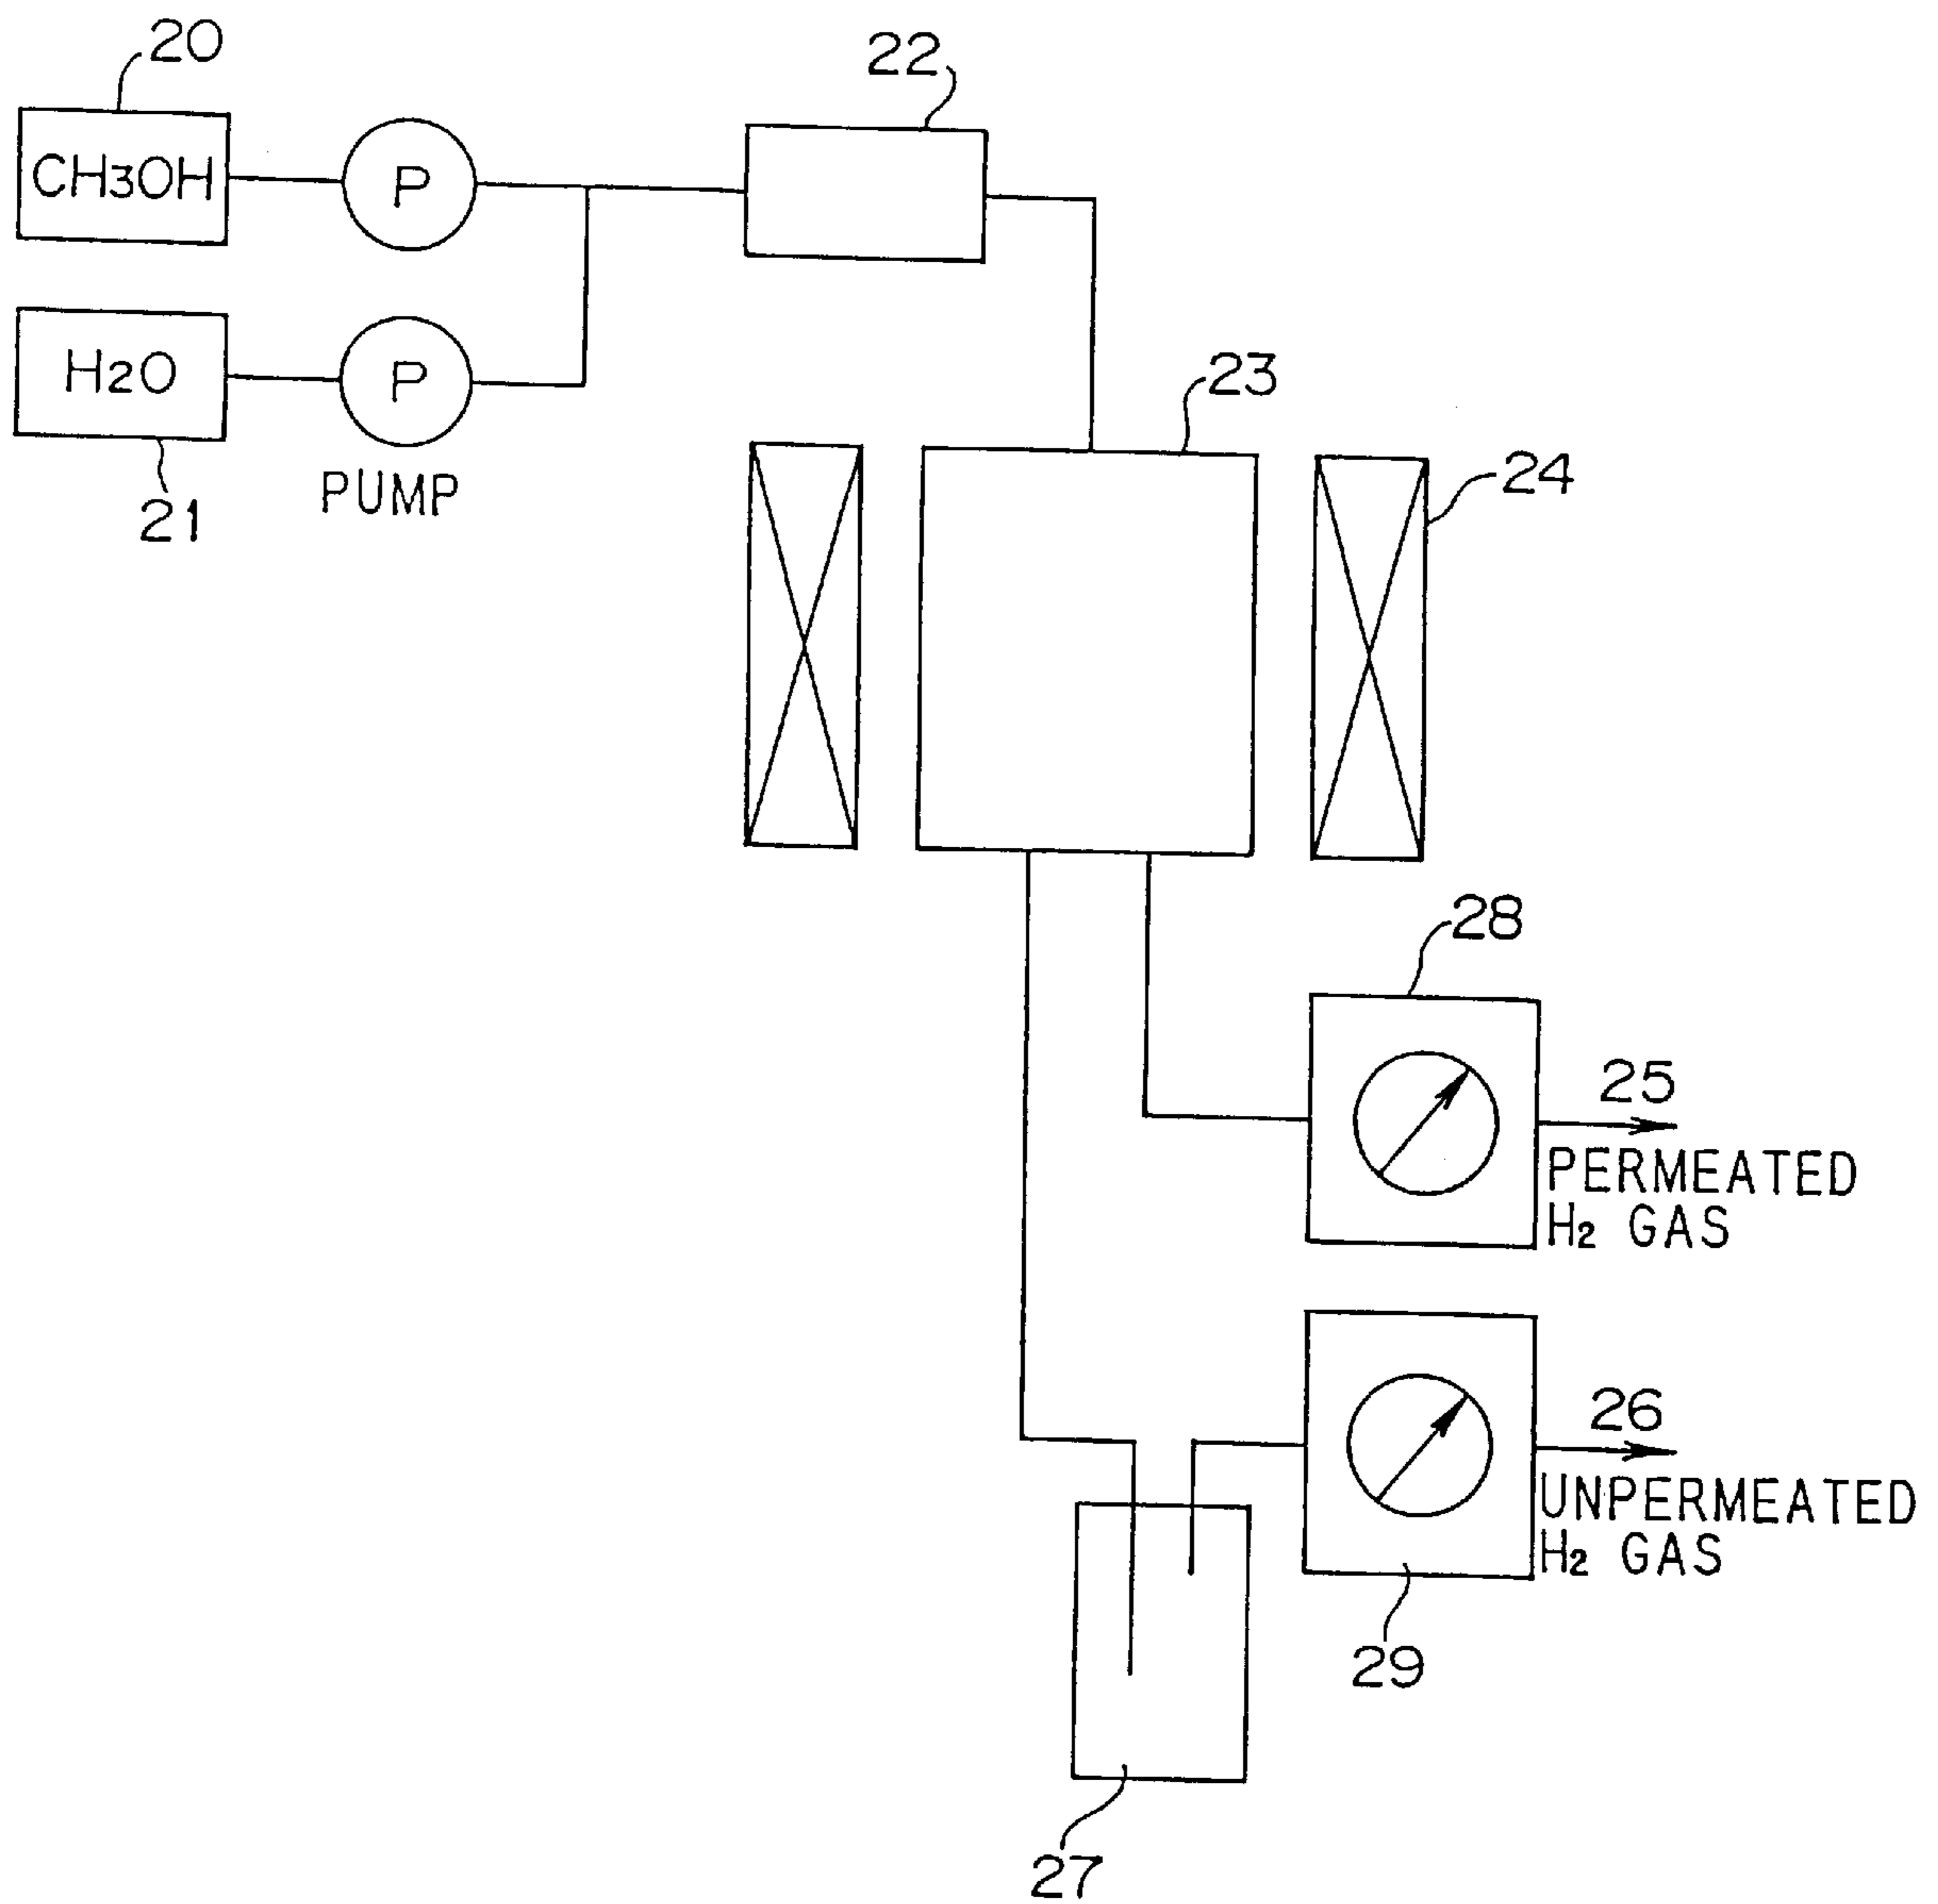 20
22
CH3OH
P
H2O
P
23
PUMP
21
24
28
25
PERMEATED
H2 GAS
26
UNPERMEATED
H2 GAS
29
27